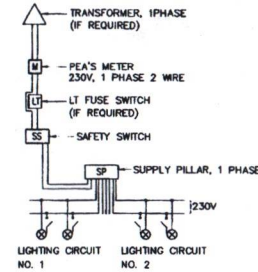 TRANSFORMER, 1PHASE
(IF REQUIRED)
M
PEA'S METER
230V, 1 PHASE 2 WIRE
LT
LT FUSE SWITCH
(IF REQUIRED)
SS
SAFETY SWITCH
SP
SUPPLY PILLAR, 1 PHASE
230V
LIGHTING CIRCUIT
NO. 1
LIGHTING CIRCUIT
NO. 2